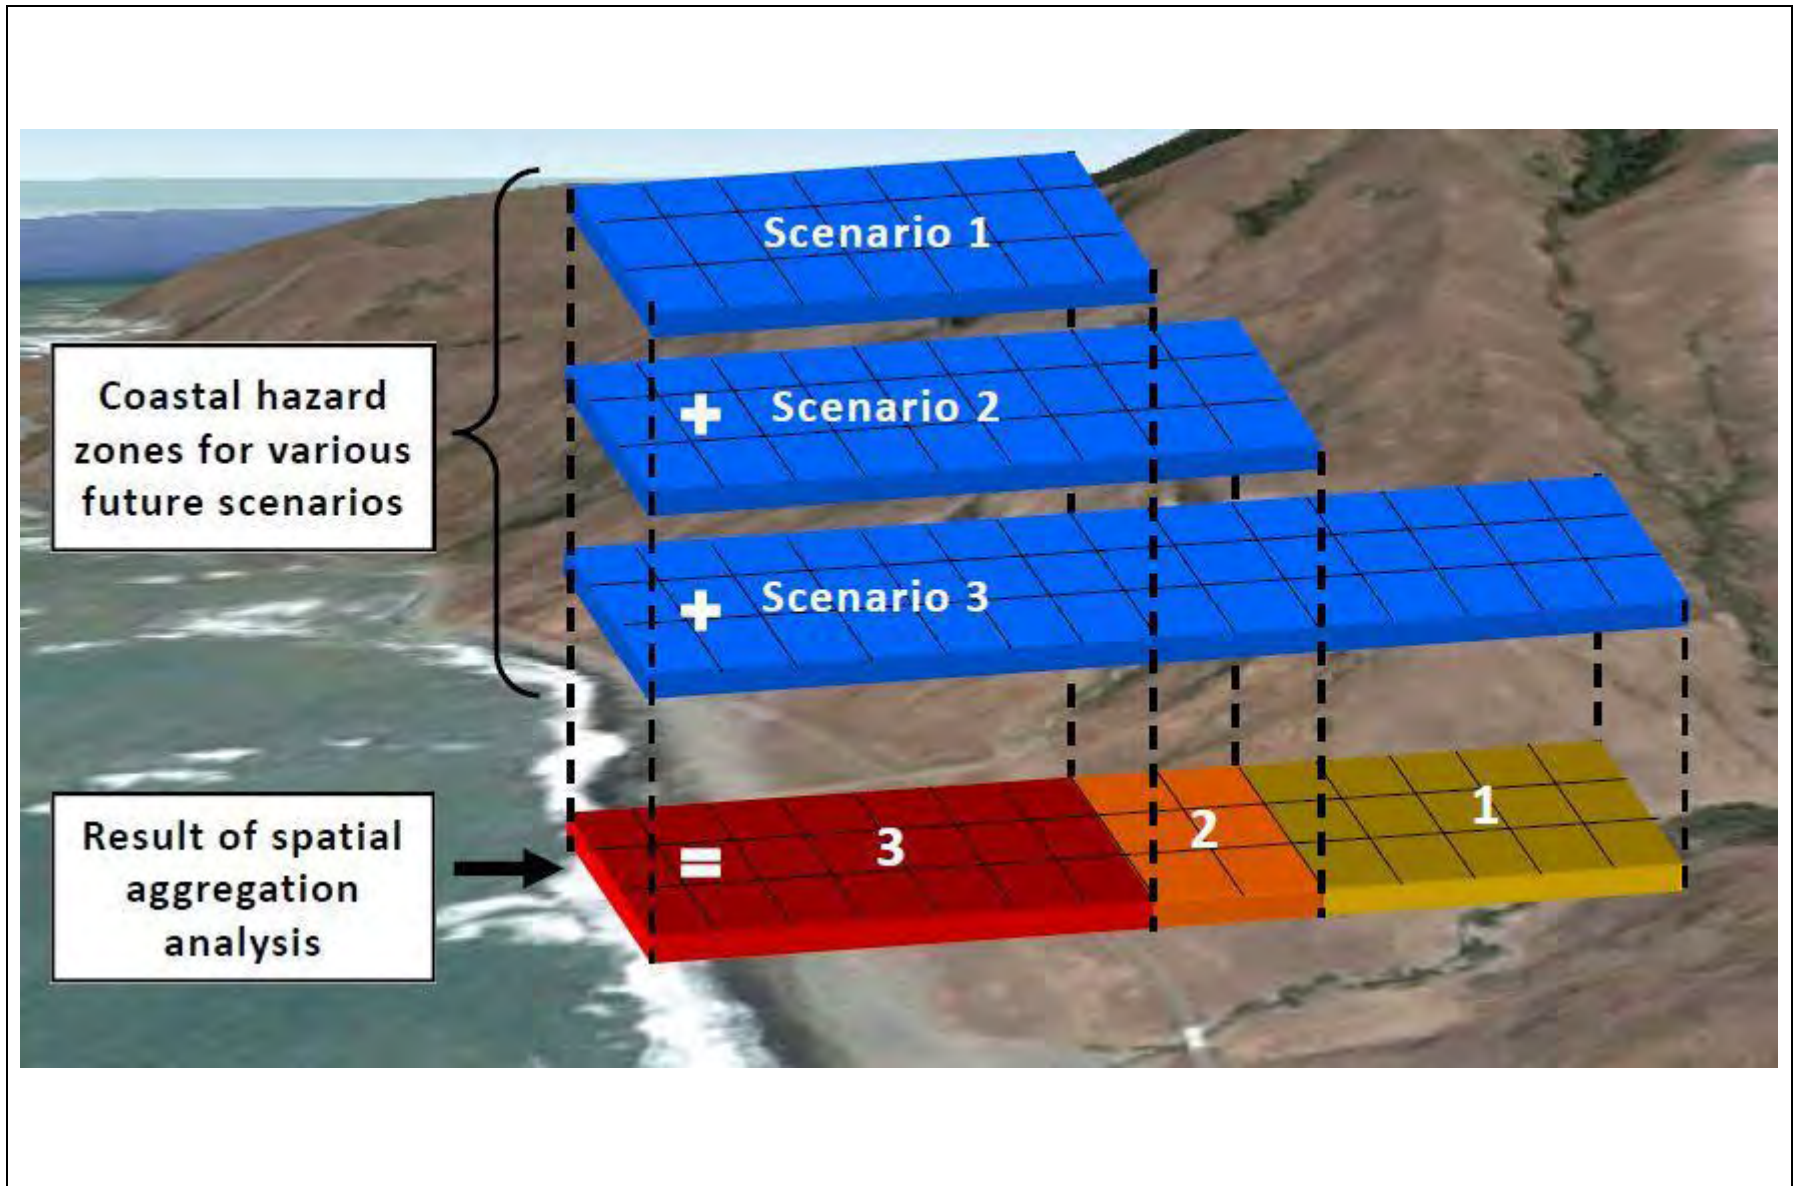 Scenario 1
+ Scenario 2
+ Scenario 3
Coastal hazard
zones for various
future scenarios
Result of spatial
aggregation
analysis
= 3 2 1